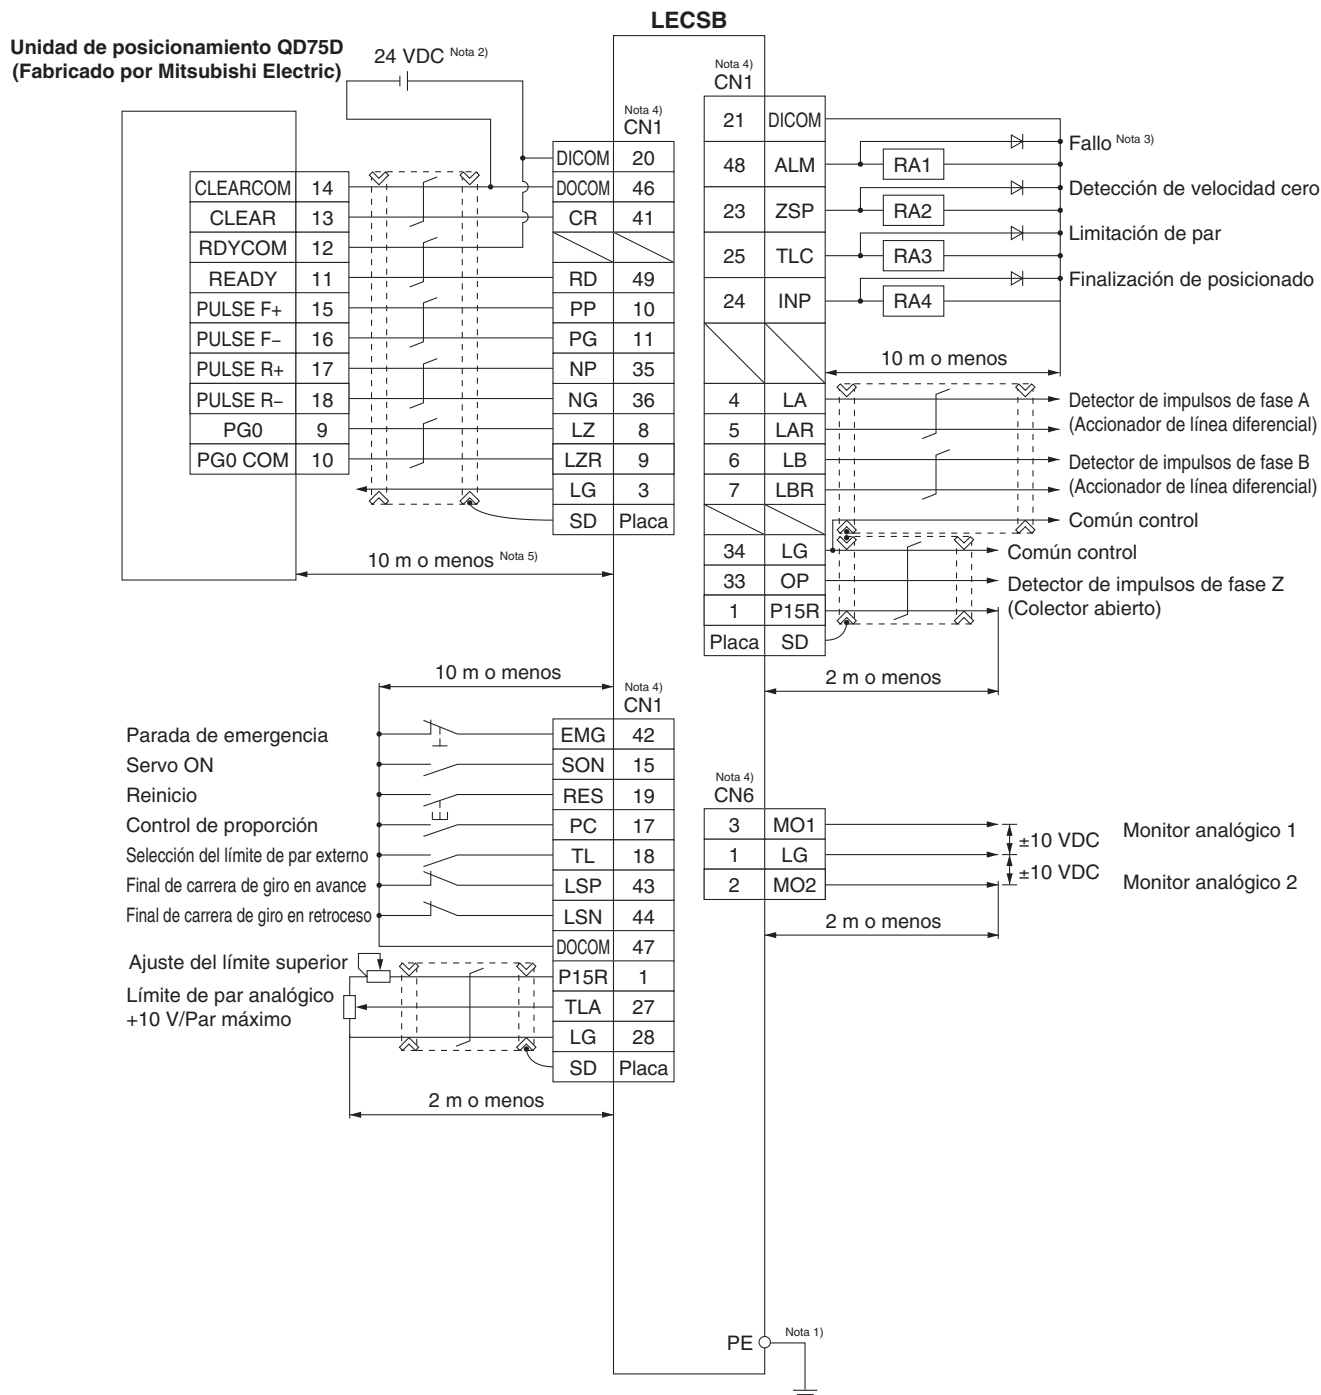 LECSB
Unidad de posicionamiento QD75D
(Fabricado por Mitsubishi Electric)
24 VDC Nota 2)
Nota 4)
CN1
DICOM 20
CLEARCOM 14 DOCOM 46
CLEAR 13 CR 41
RDYCOM 12
READY 11 RD 49
PULSE F+ 15 PP 10
PULSE F− 16 PG 11
PULSE R+ 17 NP 35
PULSE R− 18 NG 36
PG0 9 LZ 8
PG0 COM 10 LZR 9
LG 3
SD Placa
10 m o menos Nota 5)
Nota 4)
CN1
21 DICOM
48 ALM RA1 Fallo Nota 3)
23 ZSP RA2 Detección de velocidad cero
25 TLC RA3 Limitación de par
24 INP RA4 Finalización de posicionado
10 m o menos
4 LA Detector de impulsos de fase A
5 LAR (Accionador de línea diferencial)
6 LB Detector de impulsos de fase B
7 LBR (Accionador de línea diferencial)
Común control
34 LG Común control
33 OP Detector de impulsos de fase Z
1 P15R (Colector abierto)
Placa SD
2 m o menos
10 m o menos
Nota 4)
CN1
Parada de emergencia EMG 42
Servo ON SON 15
Reinicio RES 19
Control de proporción PC 17
Selección del límite de par externo TL 18
Final de carrera de giro en avance LSP 43
Final de carrera de giro en retroceso LSN 44
DOCOM 47
Ajuste del límite superior P15R 1
Límite de par analógico TLA 27
+10 V/Par máximo
LG 28
SD Placa
2 m o menos
Nota 4)
CN6
3 MO1 ±10 VDC Monitor analógico 1
1 LG
2 MO2 ±10 VDC Monitor analógico 2
2 m o menos
PE Nota 1)